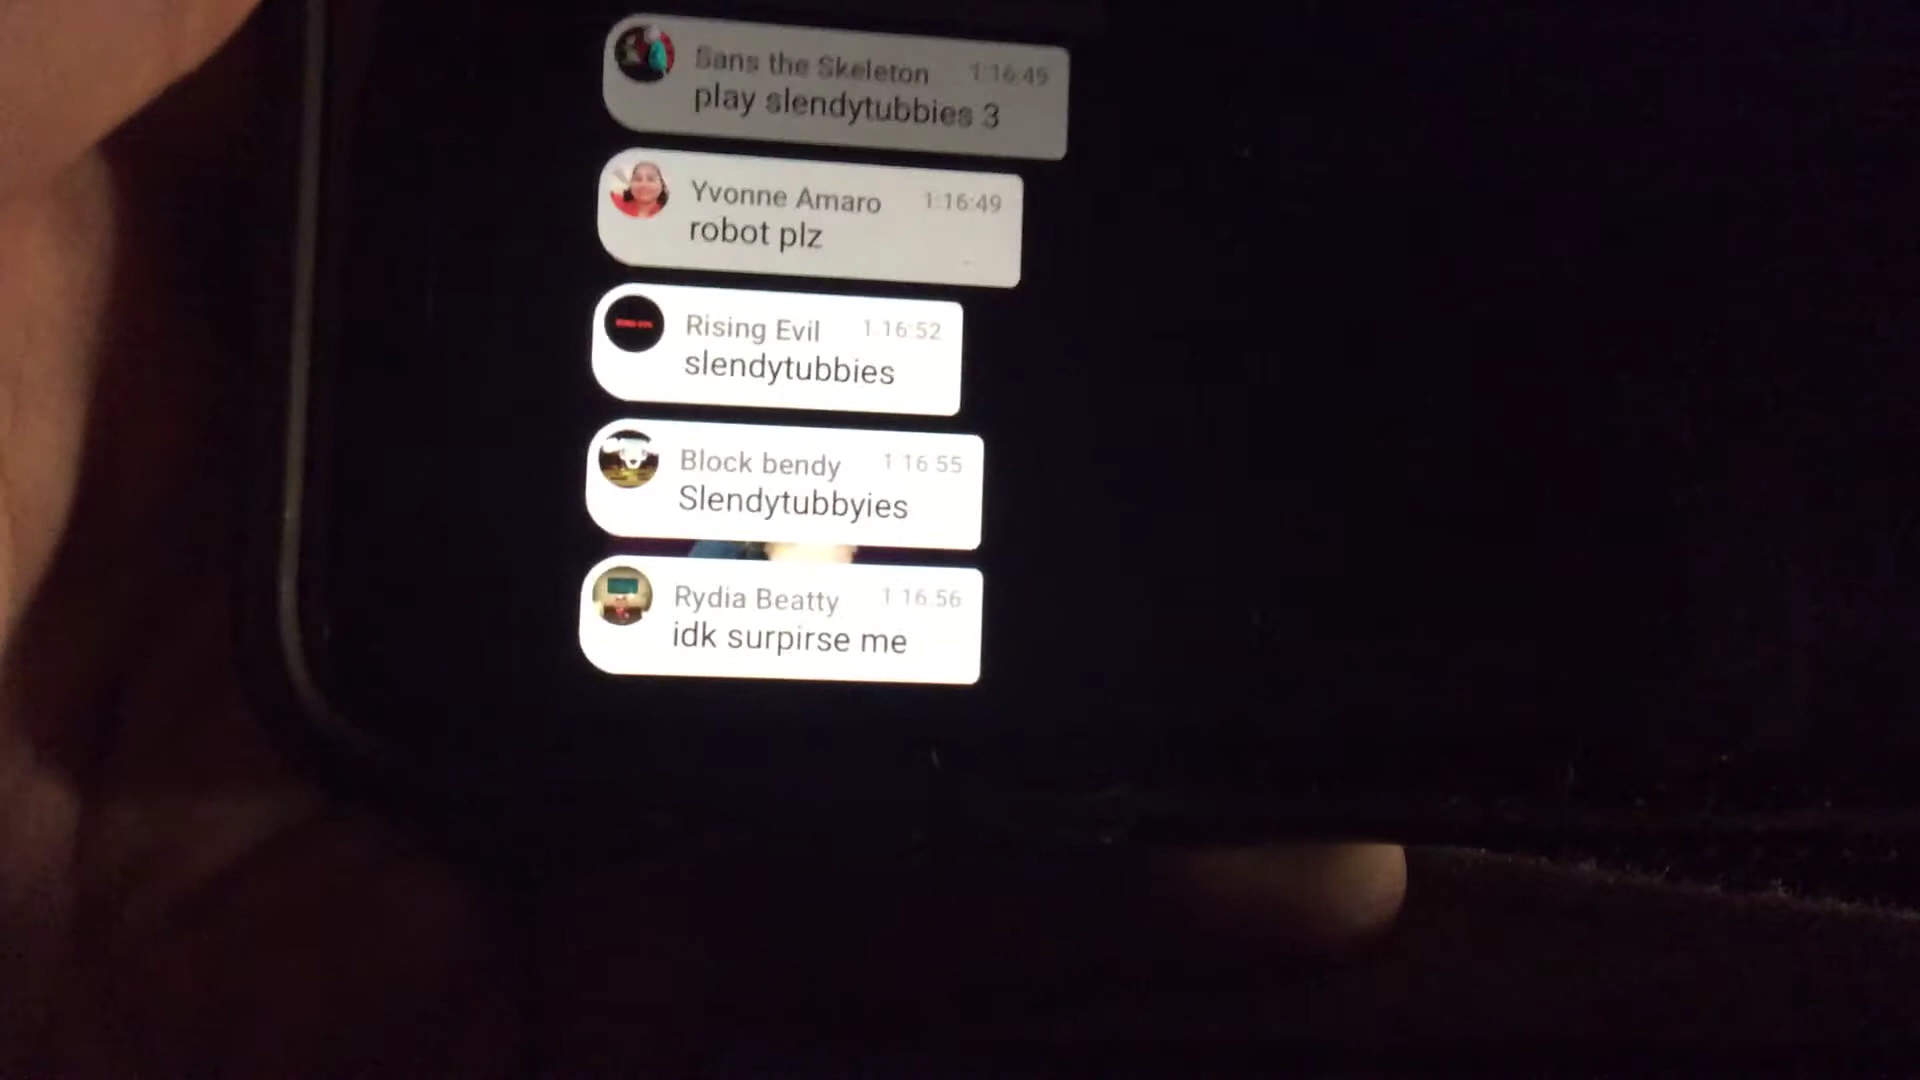 Sans the Skeleton 1:16:49
play slendytubbies 3
Yvonne Amaro 1:16:49
robot plz
Rising Evil 1:16:52
slendytubbies
Block bendy 1:16:55
Slendytubbyies
Rydia Beatty 1:16:56
idk surpirse me